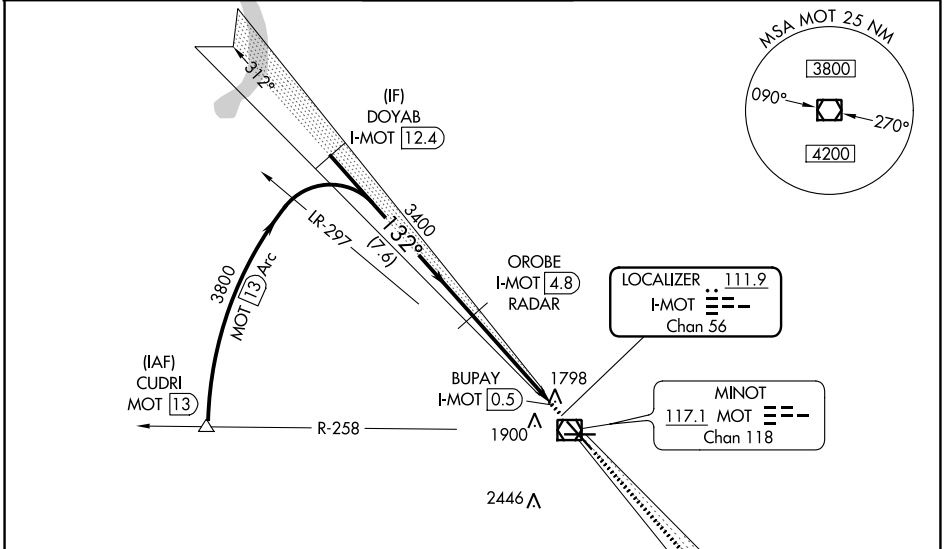 MSA MOT 25 NM
3800
090°
270°
4200
312°
(IF)
DOYAB
I-MOT 12.4
LR-297
132°
3400
(7.6)
3800
MOT 13 Arc
OROBE
I-MOT 4.8
RADAR
LOCALIZER 111.9
I-MOT
Chan 56
(IAF)
CUDRI
MOT 13
R-258
BUPAY
I-MOT 0.5
1798
1900
MINOT
117.1 MOT
Chan 118
2446